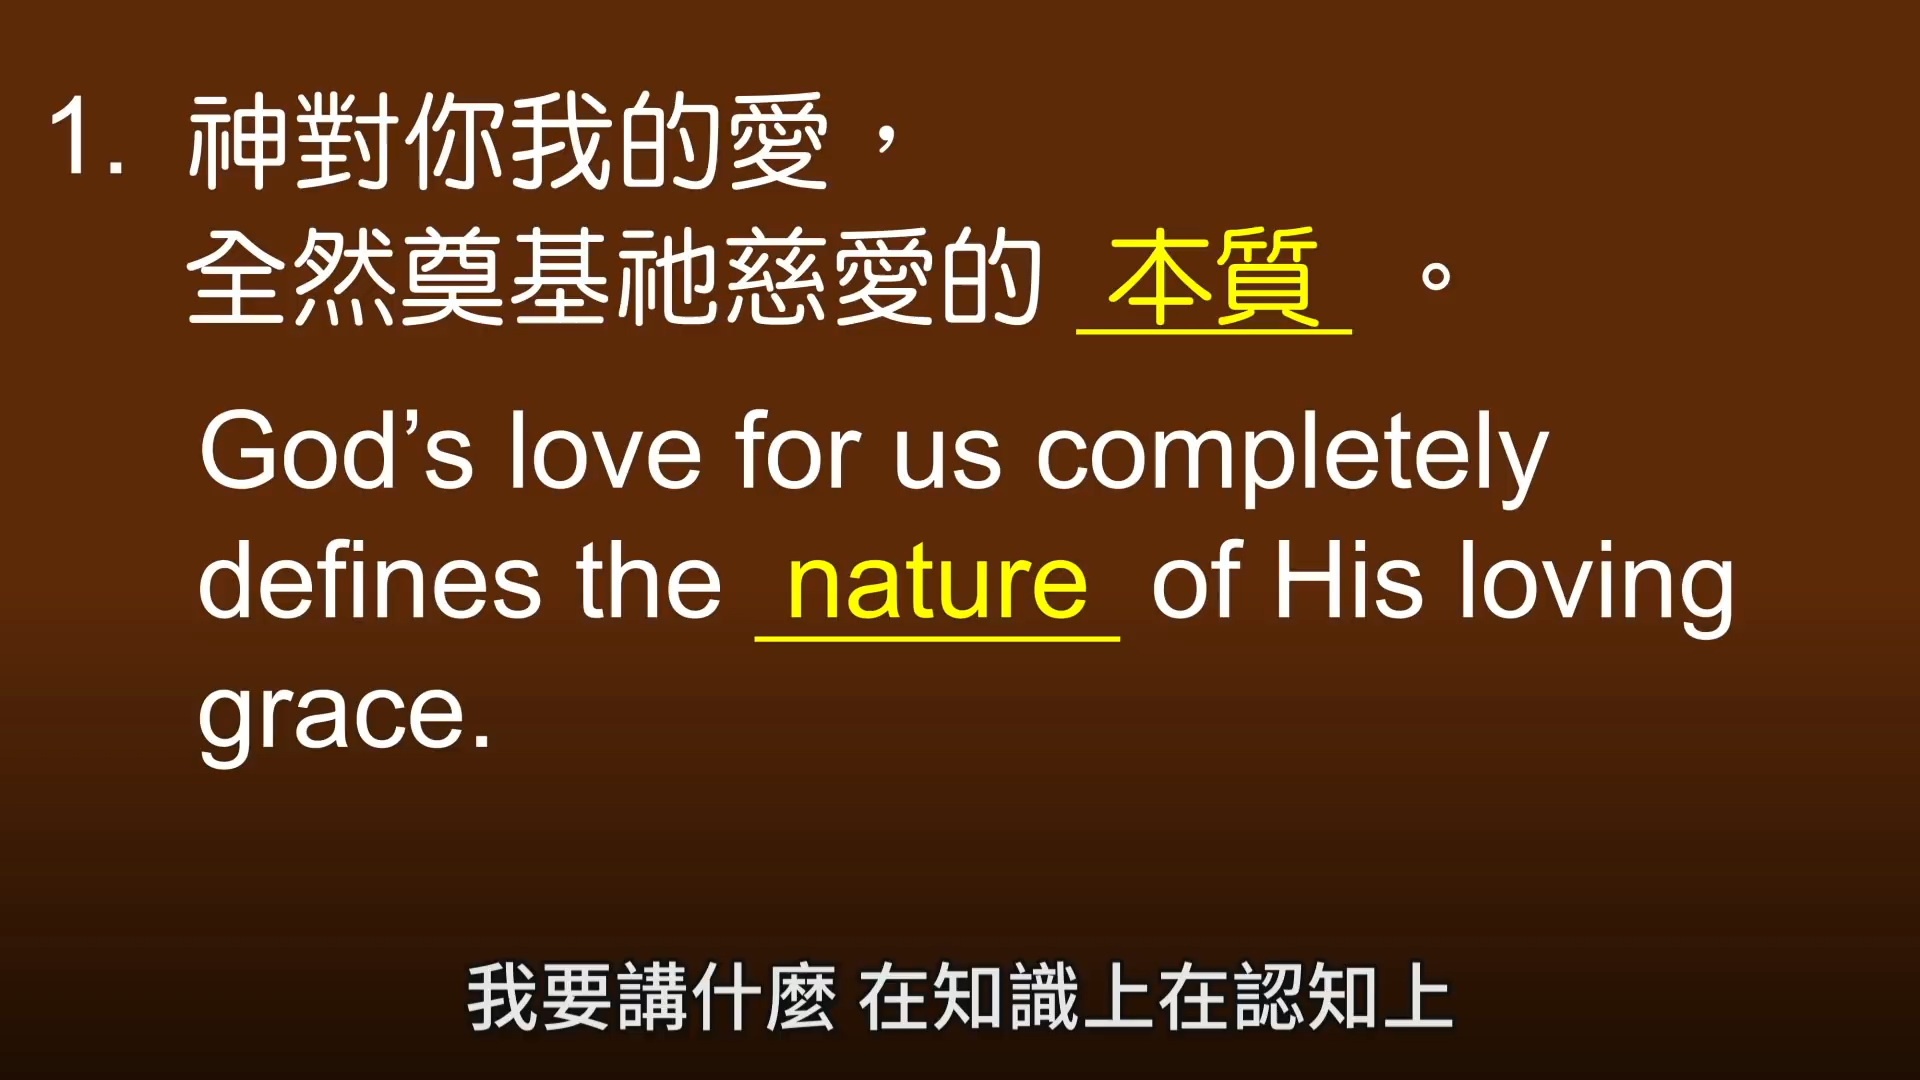 1. 神對你我的愛，
全然奠基祂慈愛的 本質 。
God’s love for us completely
defines the nature of His loving
grace.
我要講什麼 在知識上在認知上